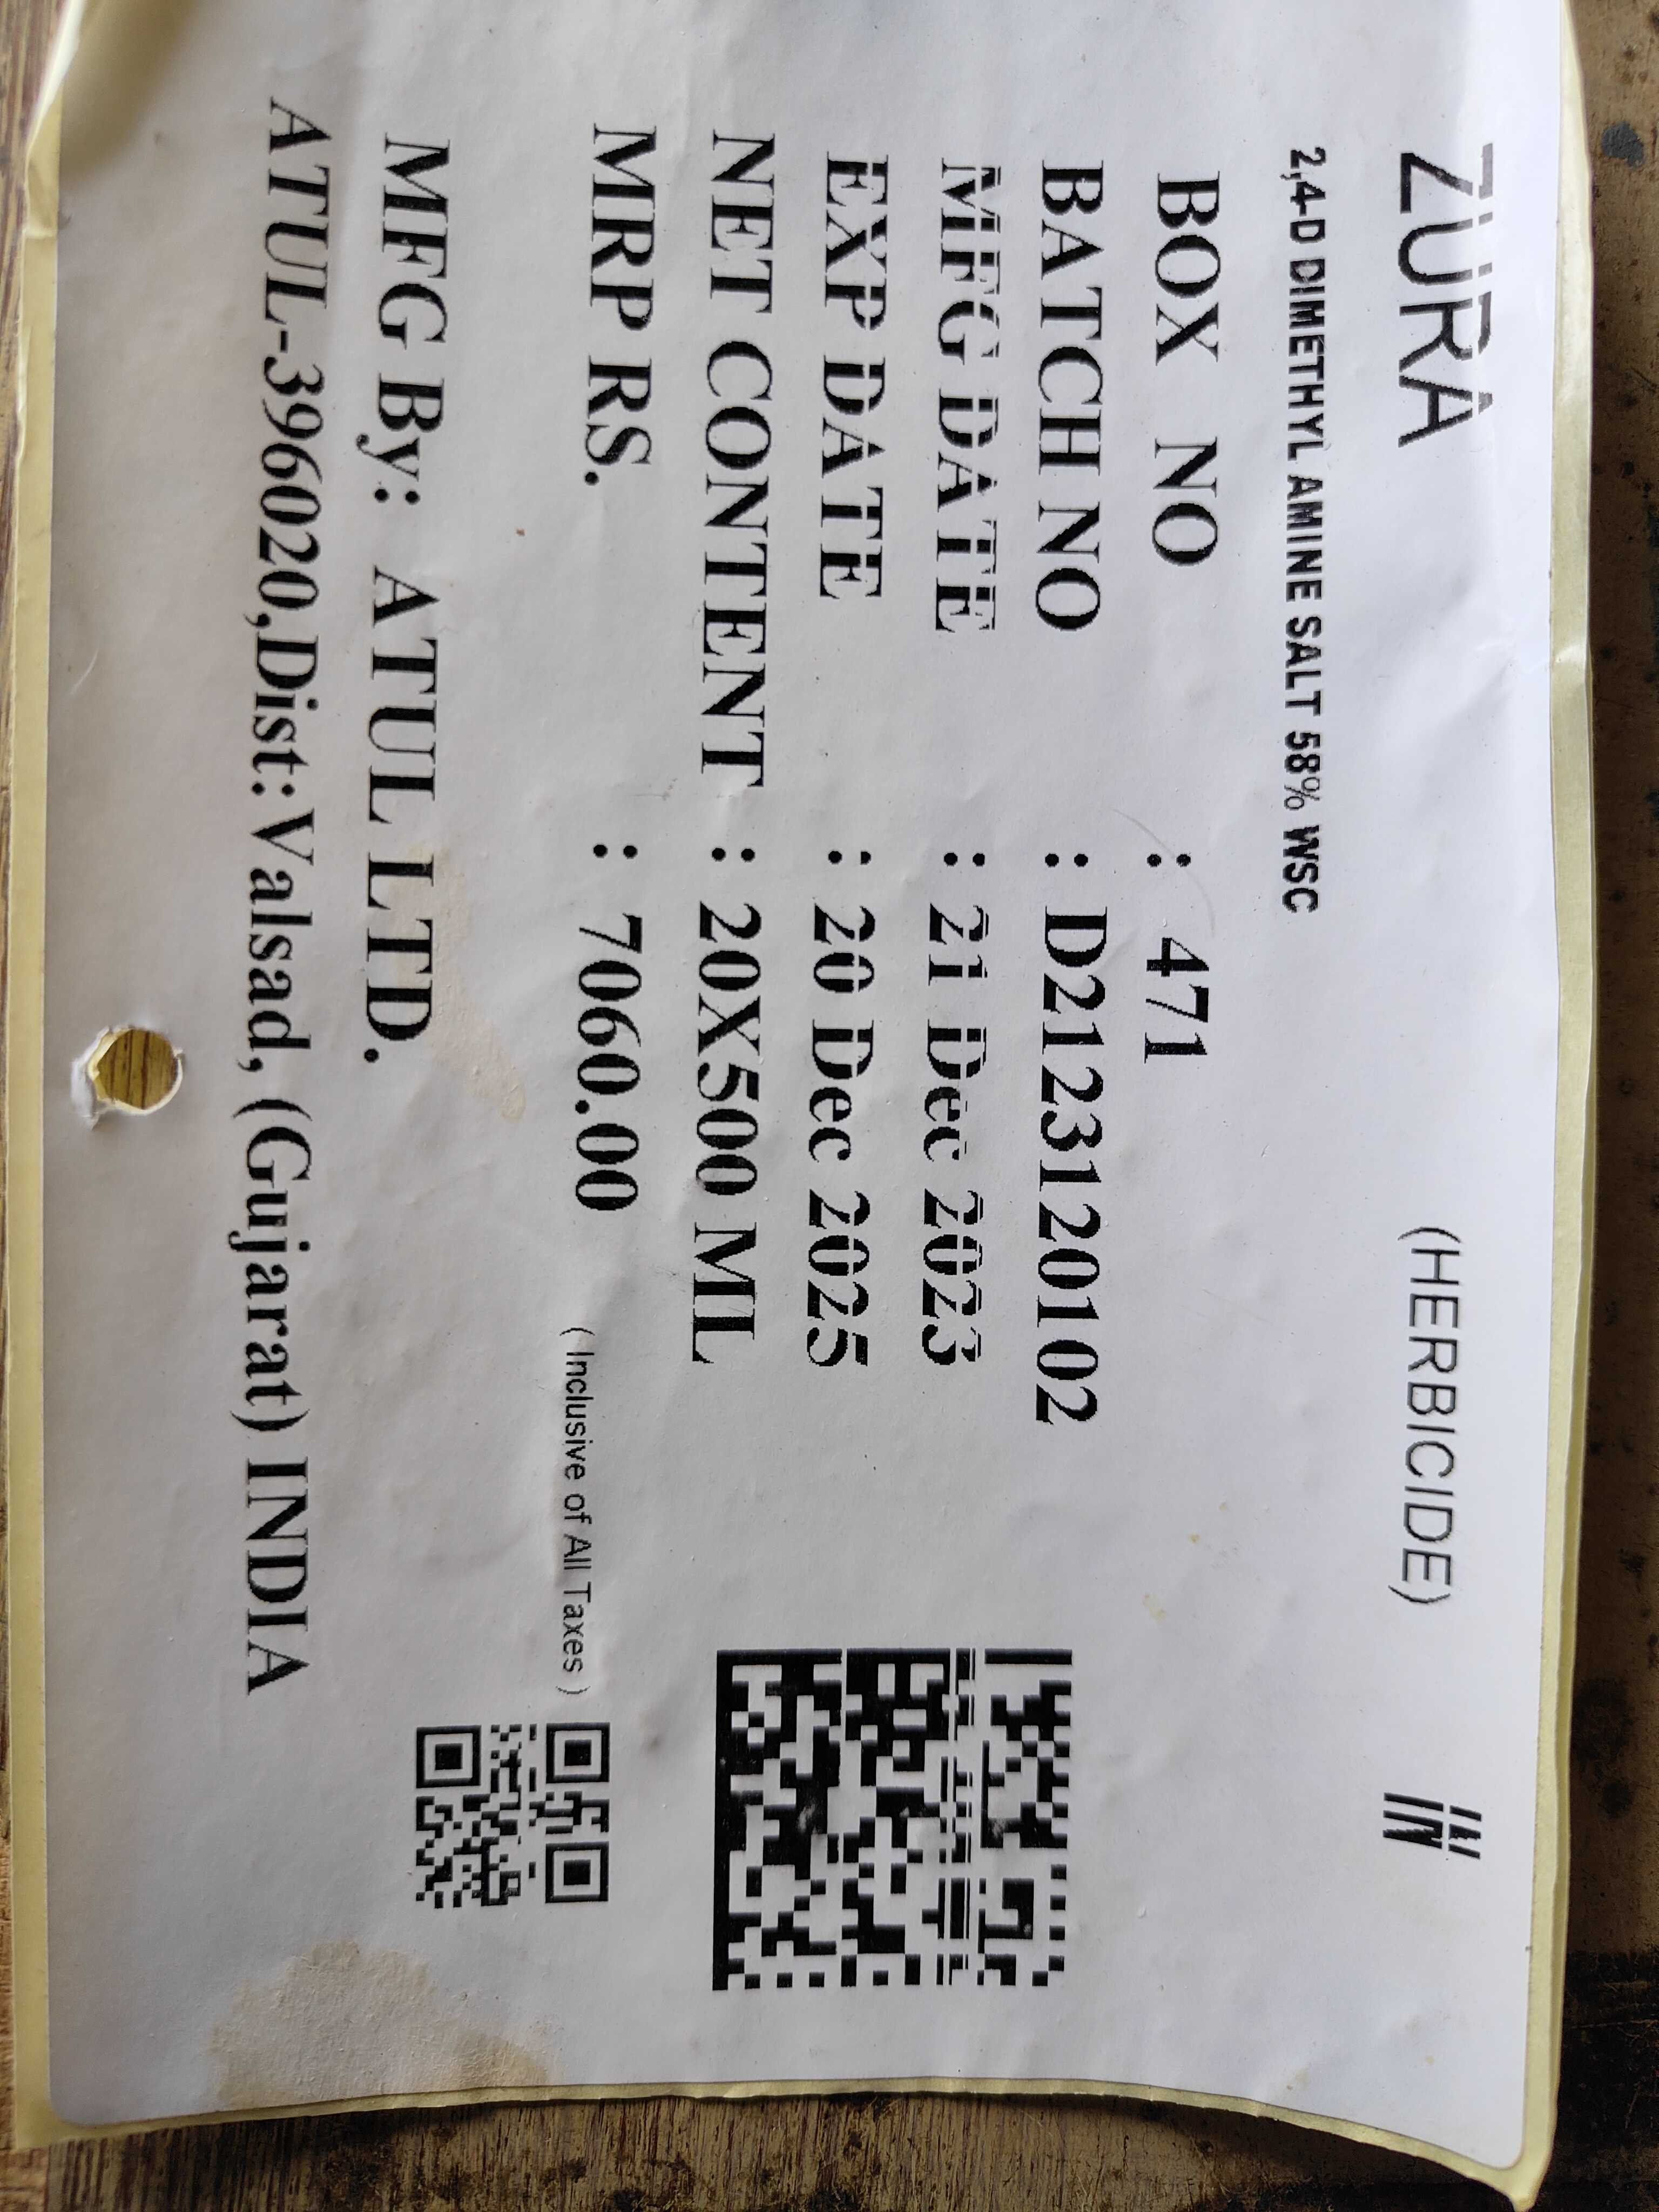 ZURA (HERBICIDE) IN
2,4-D DIMETHYL AMINE SALT 58% WSC
BOX NO : 471
BATCH NO : D2123120102
MFG DATE : 21 Dec 2023
EXP DATE : 20 Dec 2025
NET CONTENT : 20X500 ML
MRP RS. : 7060.00 ( Inclusive of All Taxes )
MFG By: ATUL LTD.
ATUL-396020,Dist:Valsad, (Gujarat) INDIA